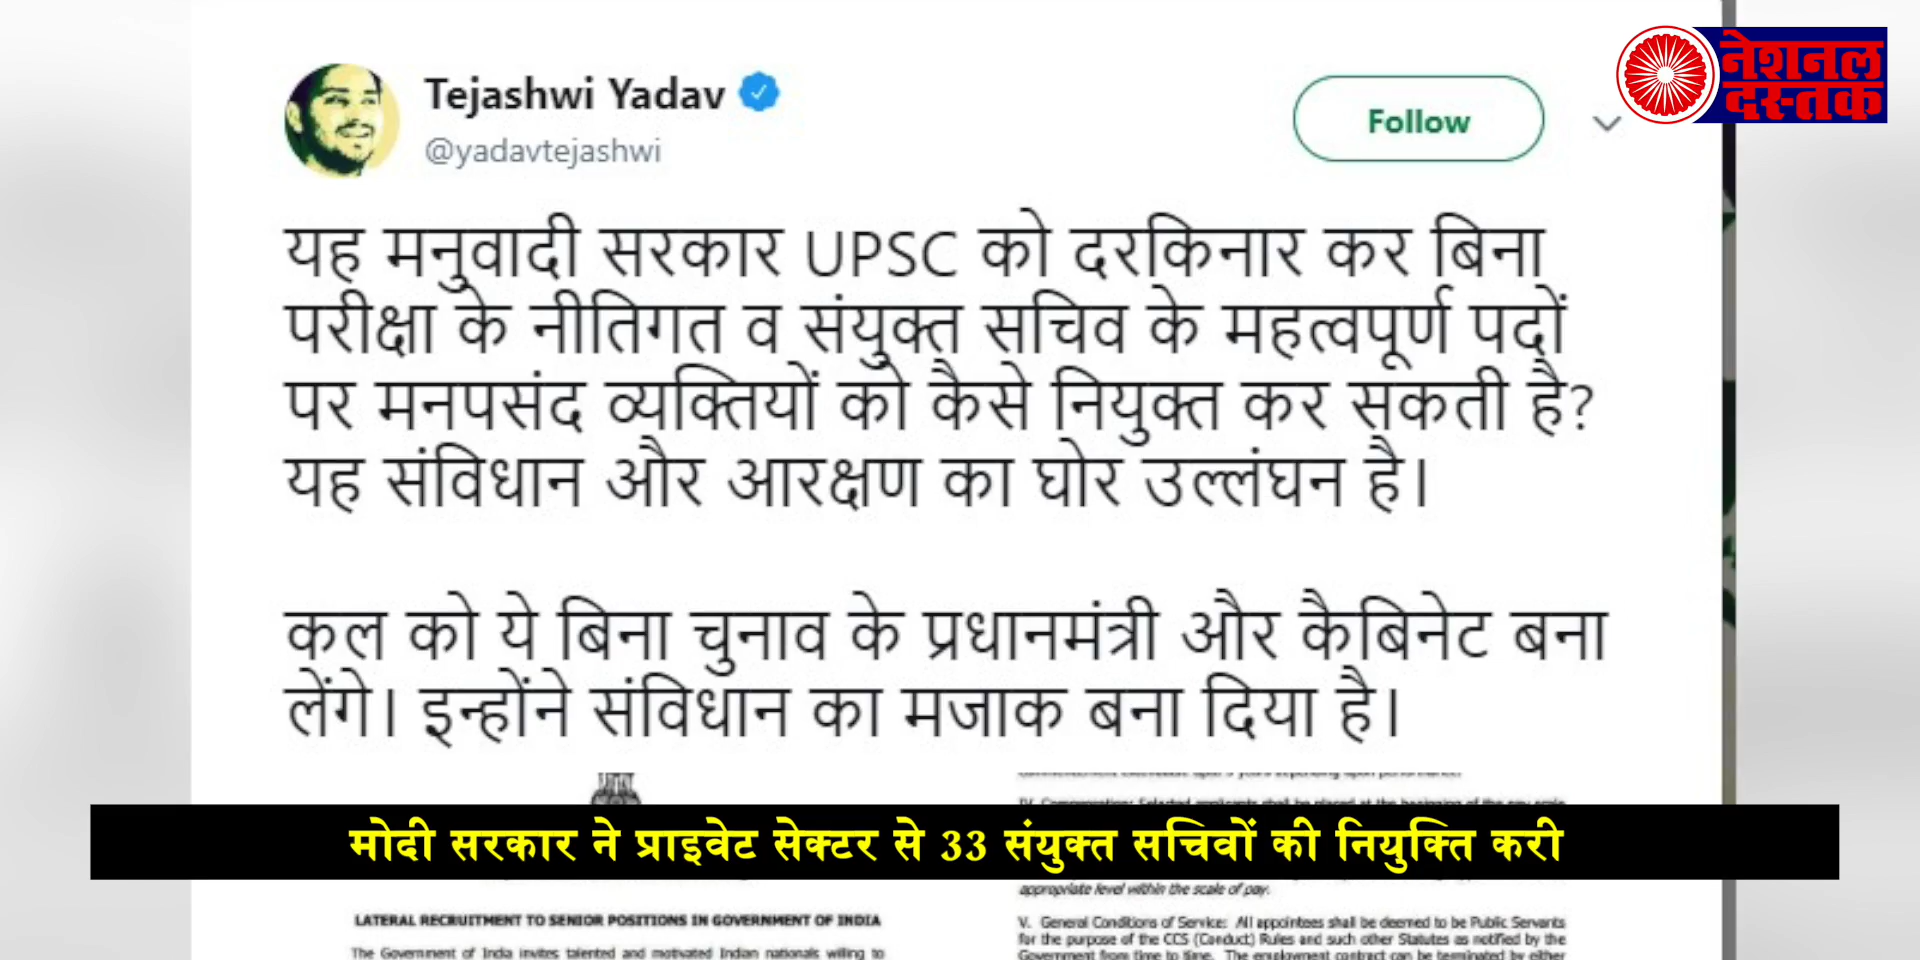 Tejashwi Yadav
@yadavtejashwi
Follow
नेशनल
दस्तक
यह मनुवादी सरकार UPSC को दरकिनार कर बिना
परीक्षा के नीतिगत व संयुक्त सचिव के महत्वपूर्ण पदों
पर मनपसंद व्यक्तियों को कैसे नियुक्त कर सकती है?
यह संविधान और आरक्षण का घोर उल्लंघन है।
कल को ये बिना चुनाव के प्रधानमंत्री और कैबिनेट बना
लेंगे। इन्होंने संविधान का मजाक बना दिया है।
मोदी सरकार ने प्राइवेट सेक्टर से 33 संयुक्त सचिवों की नियुक्ति करी
LATERAL RECRUITMENT TO SENIOR POSITIONS IN GOVERNMENT OF INDIA
The Government of India invites talented and motivated Indian nationals willing to
appropriate level within the scale of pay.
V. General Conditions of Service: All appointees shall be deemed to be Public Servants
for the purpose of the CCS (Conduct) Rules and such other Statutes as notified by the
Government from time to time. The employment contract can be terminated by either